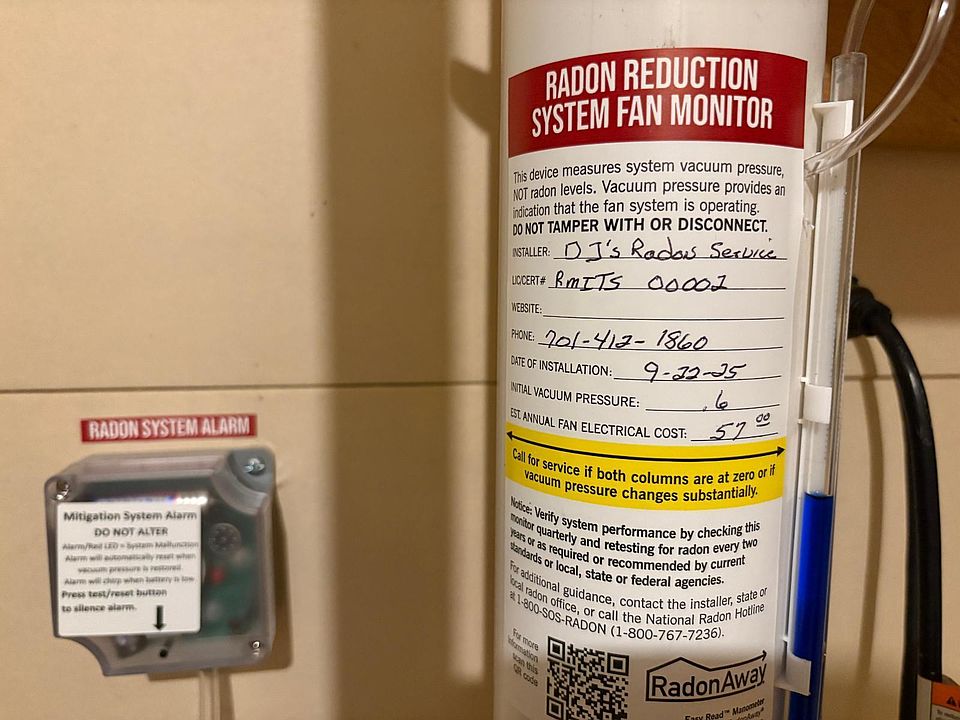 RADON REDUCTION
SYSTEM FAN MONITOR
This device measures system vacuum pressure,
NOT radon levels. Vacuum pressure provides an
indication that the fan system is operating.
DO NOT TAMPER WITH OR DISCONNECT.
INSTALLER: DJ's Radon Service
LIC/CERT# RMITS 00002
WEBSITE:
PHONE: 701-412-1860
DATE OF INSTALLATION: 9-22-25
INITIAL VACUUM PRESSURE: .6
EST. ANNUAL FAN ELECTRICAL COST: 57 00
Call for service if both columns are at zero or if
vacuum pressure changes substantially.
Notice: Verify system performance by checking this
monitor quarterly and retesting for radon every two
years or as required or recommended by current
standards or local, state or federal agencies.
For additional guidance, contact the installer, state or
local radon office, or call the National Radon Hotline
at 1-800-SOS-RADON (1-800-767-7236).
For more
information
scan this
QR code
RadonAway
Easy Read™ Manometer
RadonAway®
RADON SYSTEM ALARM
Mitigation System Alarm
DO NOT ALTER
Alarm/Red LED = System Malfunction
Alarm will automatically reset when
vacuum pressure is restored.
Alarm will chirp when battery is low.
Press test/reset button
to silence alarm.